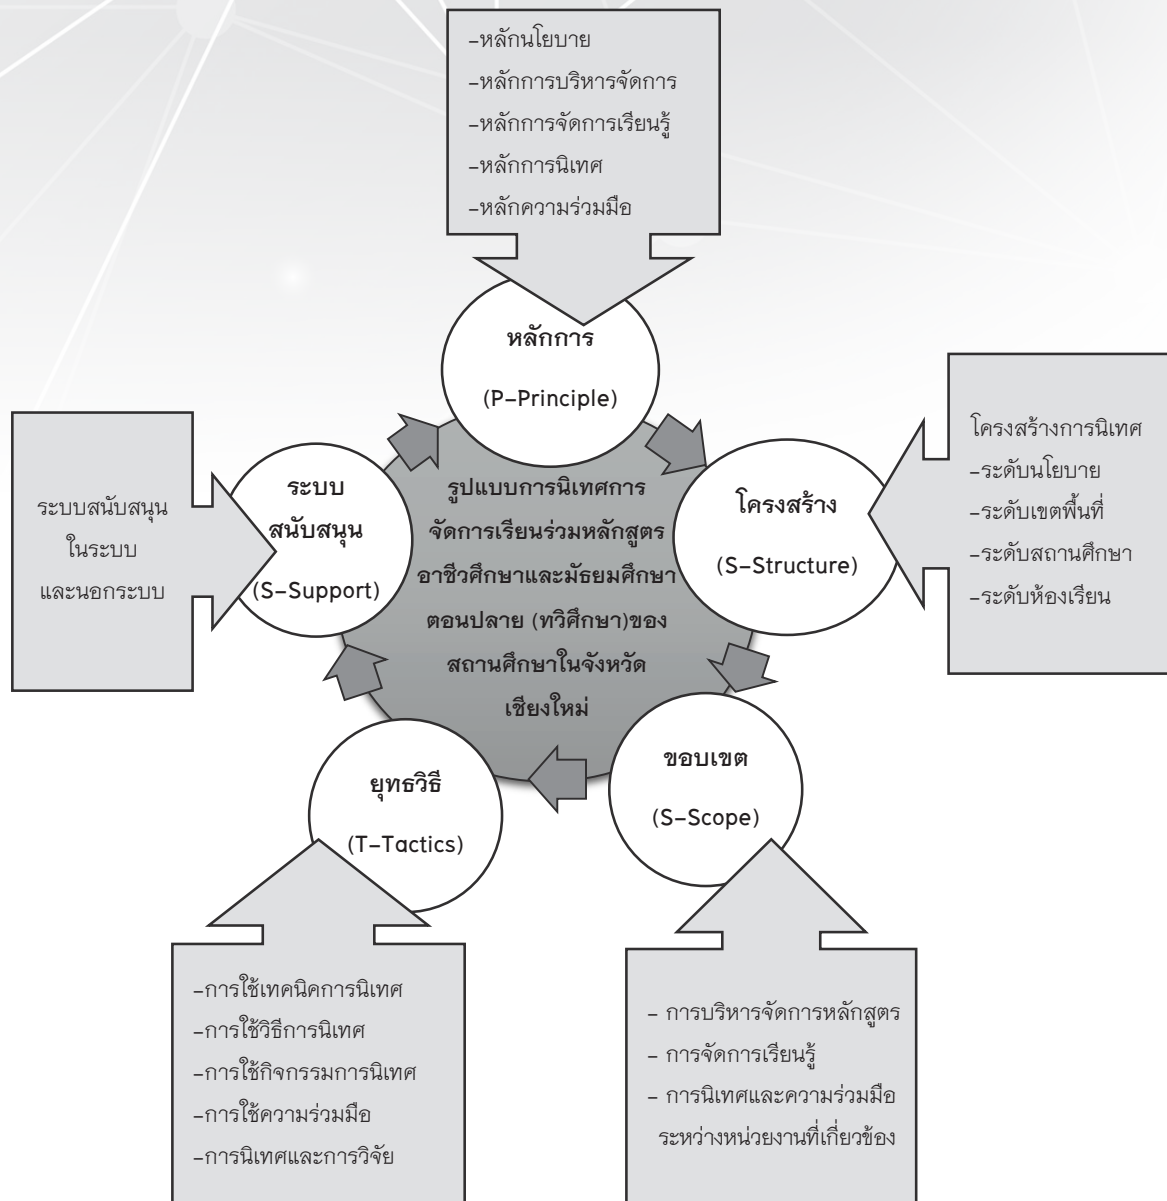 -หลักนโยบาย
-หลักการบริหารจัดการ
-หลักการจัดการเรียนรู้
-หลักการนิเทศ
-หลักความร่วมมือ
หลักการ
(P-Principle)
โครงสร้างการนิเทศ
-ระดับนโยบาย
-ระดับเขตพื้นที่
-ระดับสถานศึกษา
-ระดับห้องเรียน
โครงสร้าง
(S-Structure)
ระบบสนับสนุน
ในระบบ
และนอกระบบ
ระบบ
สนับสนุน
(S-Support)
รูปแบบการนิเทศการ
จัดการเรียนร่วมหลักสูตร
อาชีวศึกษาและมัธยมศึกษา
ตอนปลาย (ทวิศึกษา)ของ
สถานศึกษาในจังหวัด
เชียงใหม่
ขอบเขต
(S-Scope)
ยุทธวิธี
(T-Tactics)
-การใช้เทคนิคการนิเทศ
-การใช้วิธีการนิเทศ
-การใช้กิจกรรมการนิเทศ
-การใช้ความร่วมมือ
-การนิเทศและการวิจัย
- การบริหารจัดการหลักสูตร
- การจัดการเรียนรู้
- การนิเทศและความร่วมมือ
ระหว่างหน่วยงานที่เกี่ยวข้อง